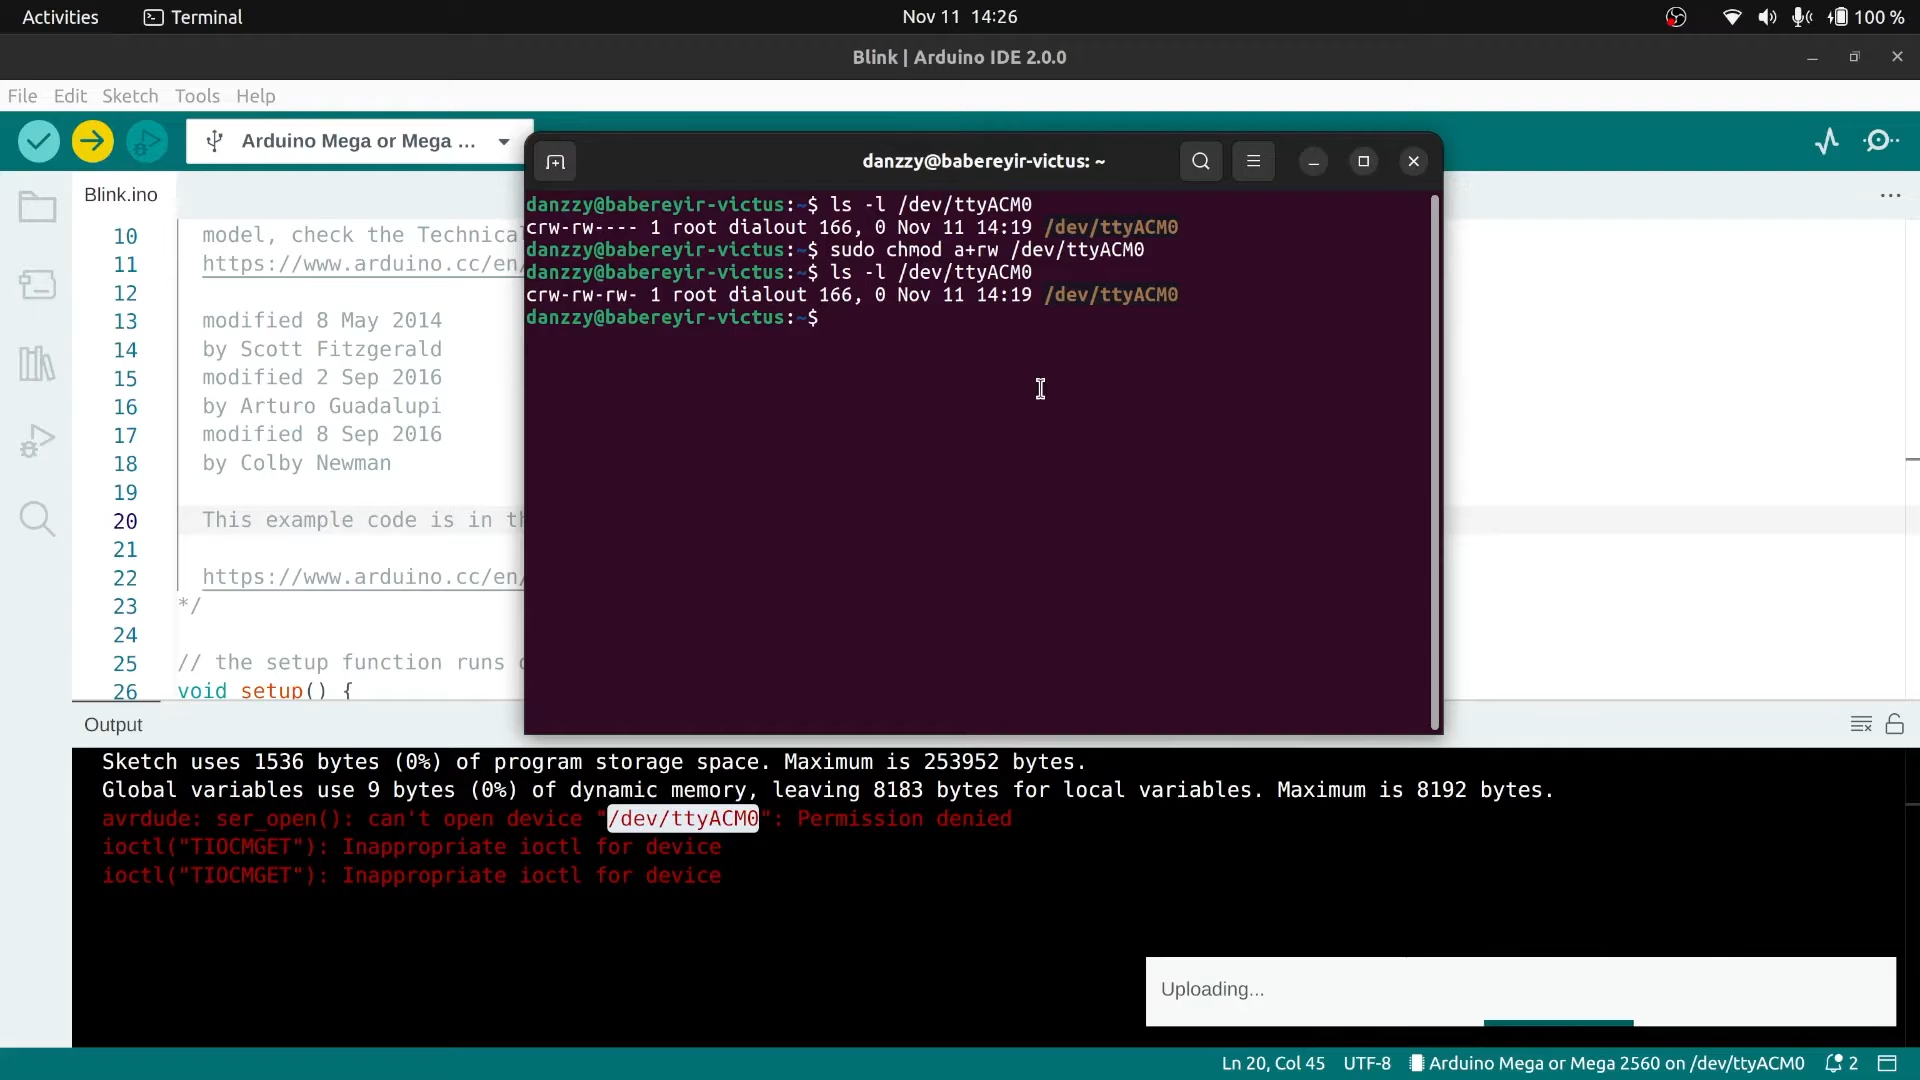 Activities Terminal Nov 11 14:26 100 %
Blink | Arduino IDE 2.0.0
File Edit Sketch Tools Help
Arduino Mega or Mega ...
danzzy@babereyir-victus: ~
Blink.ino
danzzy@babereyir-victus:~$ ls -l /dev/ttyACM0
crw-rw---- 1 root dialout 166, 0 Nov 11 14:19 /dev/ttyACM0
danzzy@babereyir-victus:~$ sudo chmod a+rw /dev/ttyACM0
danzzy@babereyir-victus:~$ ls -l /dev/ttyACM0
crw-rw-rw- 1 root dialout 166, 0 Nov 11 14:19 /dev/ttyACM0
danzzy@babereyir-victus:~$
10 model, check the Technica
11 https://www.arduino.cc/en/
12
13 modified 8 May 2014
14 by Scott Fitzgerald
15 modified 2 Sep 2016
16 by Arturo Guadalupi
17 modified 8 Sep 2016
18 by Colby Newman
19
20 This example code is in th
21
22 https://www.arduino.cc/en/
23 */
24
25 // the setup function runs
26 void setup() {
Output
Sketch uses 1536 bytes (0%) of program storage space. Maximum is 253952 bytes.
Global variables use 9 bytes (0%) of dynamic memory, leaving 8183 bytes for local variables. Maximum is 8192 bytes.
avrdude: ser_open(): can't open device "/dev/ttyACM0": Permission denied
ioctl("TIOCMGET"): Inappropriate ioctl for device
ioctl("TIOCMGET"): Inappropriate ioctl for device
Uploading...
Ln 20, Col 45 UTF-8 Arduino Mega or Mega 2560 on /dev/ttyACM0 2